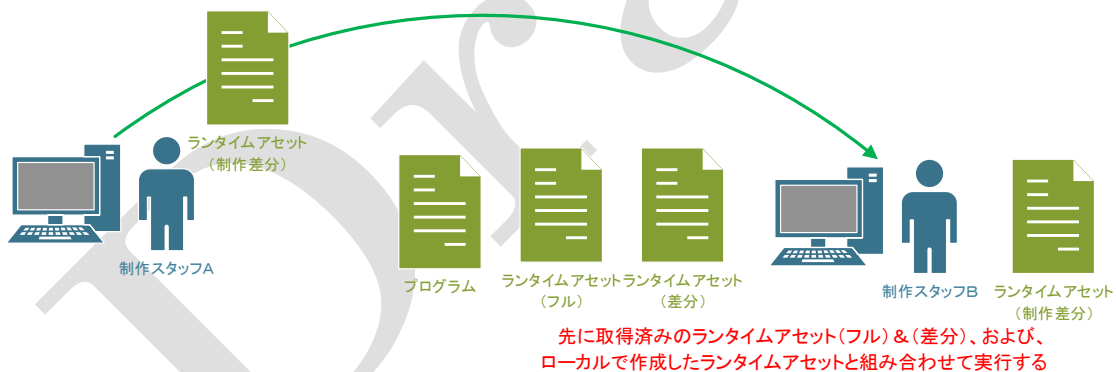 ランタイムアセット
（制作差分）
制作スタッフA
プログラム
ランタイムアセット
（フル）
ランタイムアセット
（差分）
制作スタッフB
ランタイムアセット
（制作差分）
先に取得済みのランタイムアセット（フル）＆（差分）、および、
ローカルで作成したランタイムアセットと組み合わせて実行する
Dra